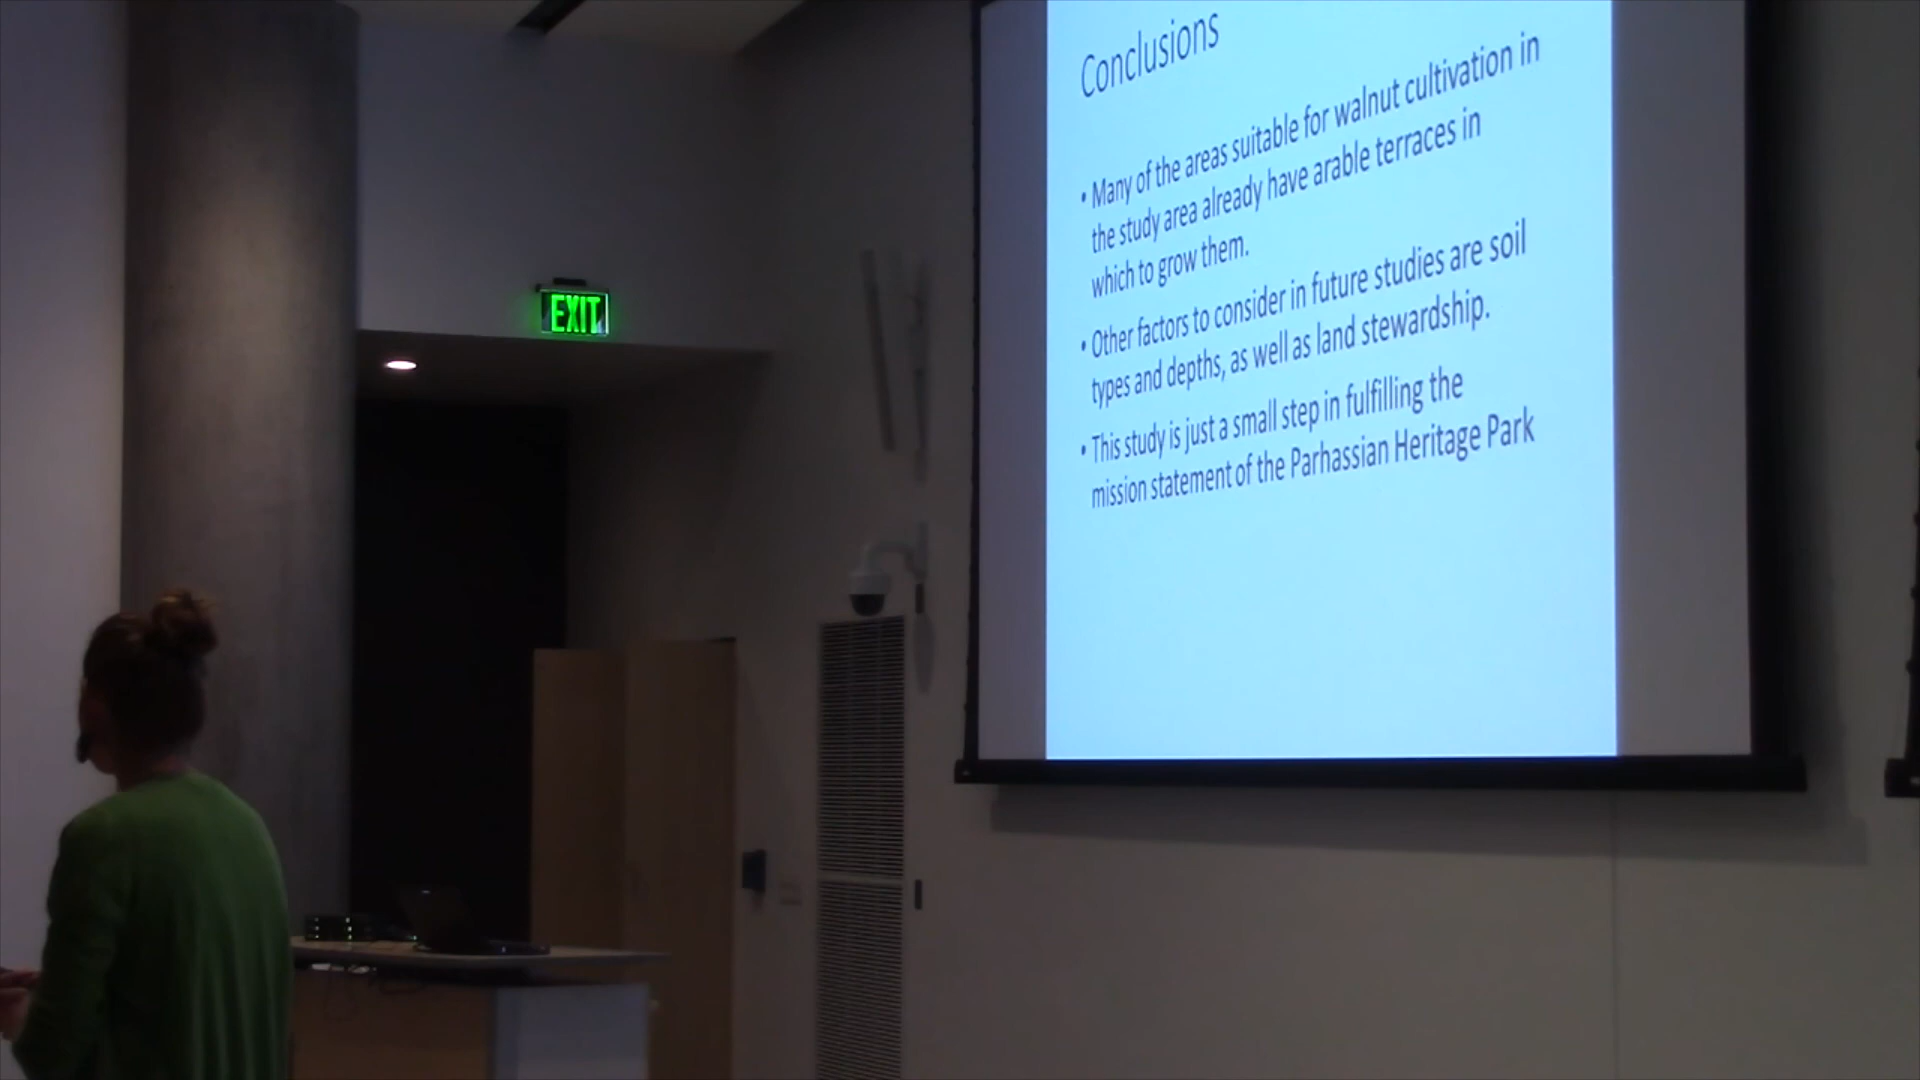 Conclusions
• Many of the areas suitable for walnut cultivation in
the study area already have arable terraces in
which to grow them.
• Other factors to consider in future studies are soil
types and depths, as well as land stewardship.
• This study is just a small step in fulfilling the
mission statement of the Parhassian Heritage Park
EXIT